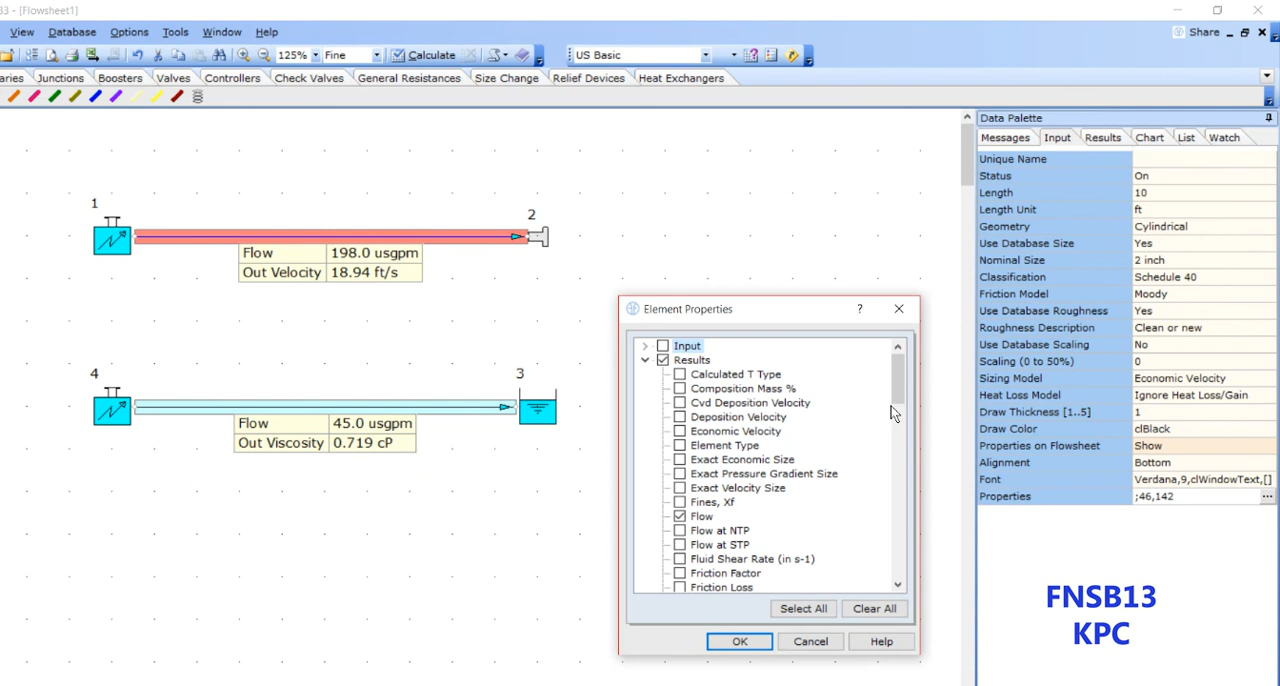 33 - [Flowsheet1]
View Database Options Tools Window Help Share
125% Fine Calculate US Basic
aries Junctions Boosters Valves Controllers Check Valves General Resistances Size Change Relief Devices Heat Exchangers
Data Palette
Messages Input Results Chart List Watch
Unique Name
Status On
Length 10
Length Unit ft
Geometry Cylindrical
Use Database Size Yes
Nominal Size 2 inch
Classification Schedule 40
Friction Model Moody
Use Database Roughness Yes
Roughness Description Clean or new
Use Database Scaling No
Scaling (0 to 50%) 0
Sizing Model Economic Velocity
Heat Loss Model Ignore Heat Loss/Gain
Draw Thickness [1..5] 1
Draw Color clBlack
Properties on Flowsheet Show
Alignment Bottom
Font Verdana,9,clWindowText,[]
Properties ;46,142 ...
1
2
Flow 198.0 usgpm
Out Velocity 18.94 ft/s
4
3
Flow 45.0 usgpm
Out Viscosity 0.719 cP
Element Properties ?
Input
Results
Calculated T Type
Composition Mass %
Cvd Deposition Velocity
Deposition Velocity
Economic Velocity
Element Type
Exact Economic Size
Exact Pressure Gradient Size
Exact Velocity Size
Fines, Xf
Flow
Flow at NTP
Flow at STP
Fluid Shear Rate (in s-1)
Friction Factor
Friction Loss
Select All Clear All
OK Cancel Help
FNSB13
KPC